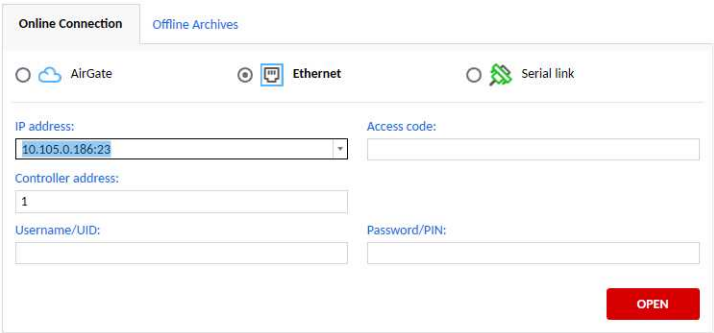 Online Connection Offline Archives
AirGate Ethernet Serial link
IP address: Access code:
10.105.0.186:23
Controller address:
1
Username/UID: Password/PIN:
OPEN